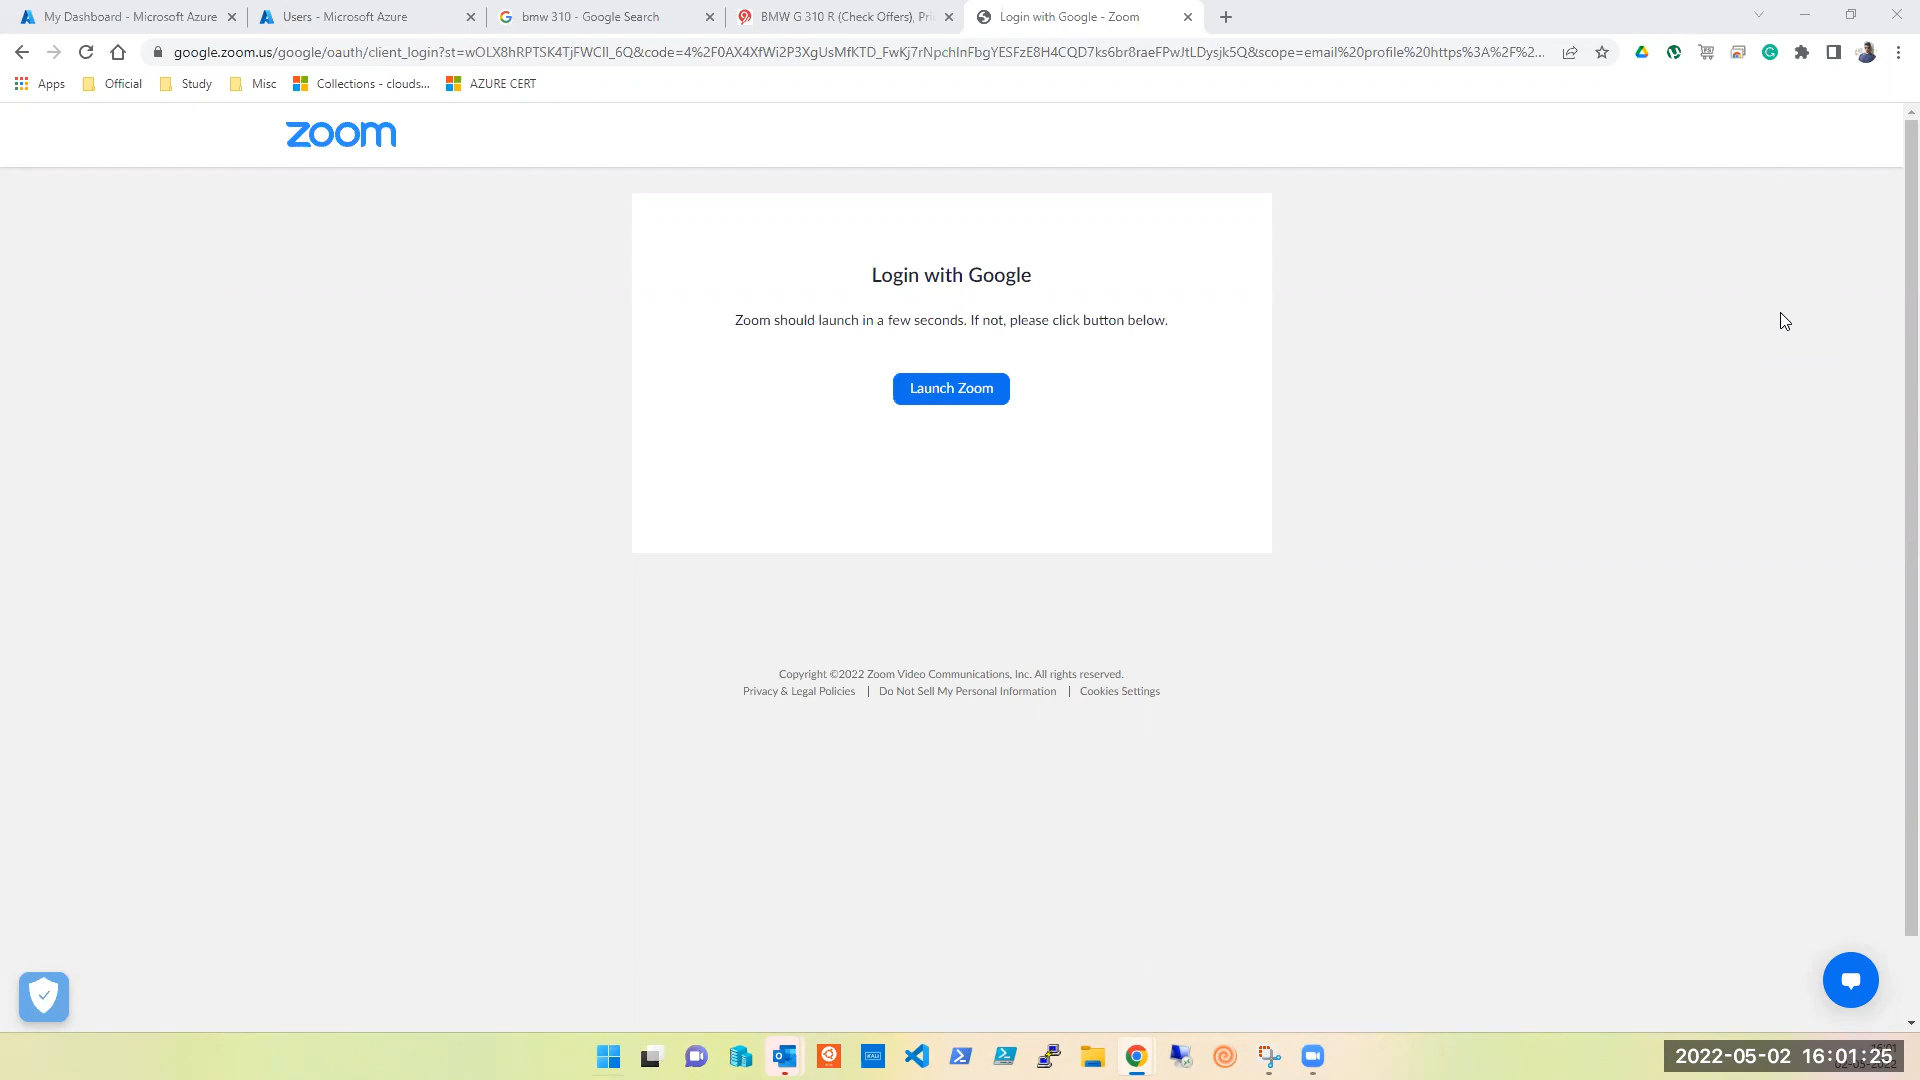 My Dashboard - Microsoft Azure
Users - Microsoft Azure
bmw 310 - Google Search
BMW G 310 R (Check Offers), Pri
Login with Google - Zoom
google.zoom.us/google/oauth/client_login?st=wOLX8hRPTSK4TjFWCIl_6Q&code=4%2F0AX4XfWi2P3XgUsMfKTD_FwKj7rNpchlnFbgYESFzE8H4CQD7ks6br8raeFPwJtLDysjk5Q&scope=email%20profile%20https%3A%2F%2...
Apps
Official
Study
Misc
Collections - clouds...
AZURE CERT
zoom
Login with Google
Zoom should launch in a few seconds. If not, please click button below.
Launch Zoom
Copyright ©2022 Zoom Video Communications, Inc. All rights reserved.
Privacy & Legal Policies | Do Not Sell My Personal Information | Cookies Settings
2022-05-02 16:01:25